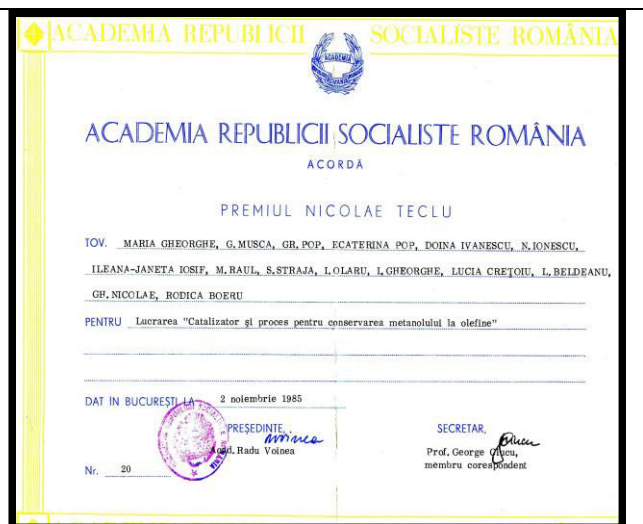 ACADEMIA REPUBLICII SOCIALISTE ROMÂNIA
ACADEMIA
ACADEMIA REPUBLICII SOCIALISTE ROMÂNIA
ACORDĂ
PREMIUL NICOLAE TECLU
TOV. MARIA GHEORGHE, G. MUSCA, GR. POP, ECATERINA POP, DOINA IVANESCU, N. IONESCU,
ILEANA-JANETA IOSIF, M. RAUL, S. STRAJA, I. OLARU, I. GHEORGHE, LUCIA CREŢOIU, L. BELDEANU,
GH. NICOLAE, RODICA BOERU
PENTRU Lucrarea "Catalizator şi proces pentru conservarea metanolului la olefine"
DAT IN BUCUREŞTI LA 2 noiembrie 1985
PREŞEDINTE, SECRETAR,
Acad. Radu Voinea Prof. George Ciucu,
membru corespondent
Nr. 20